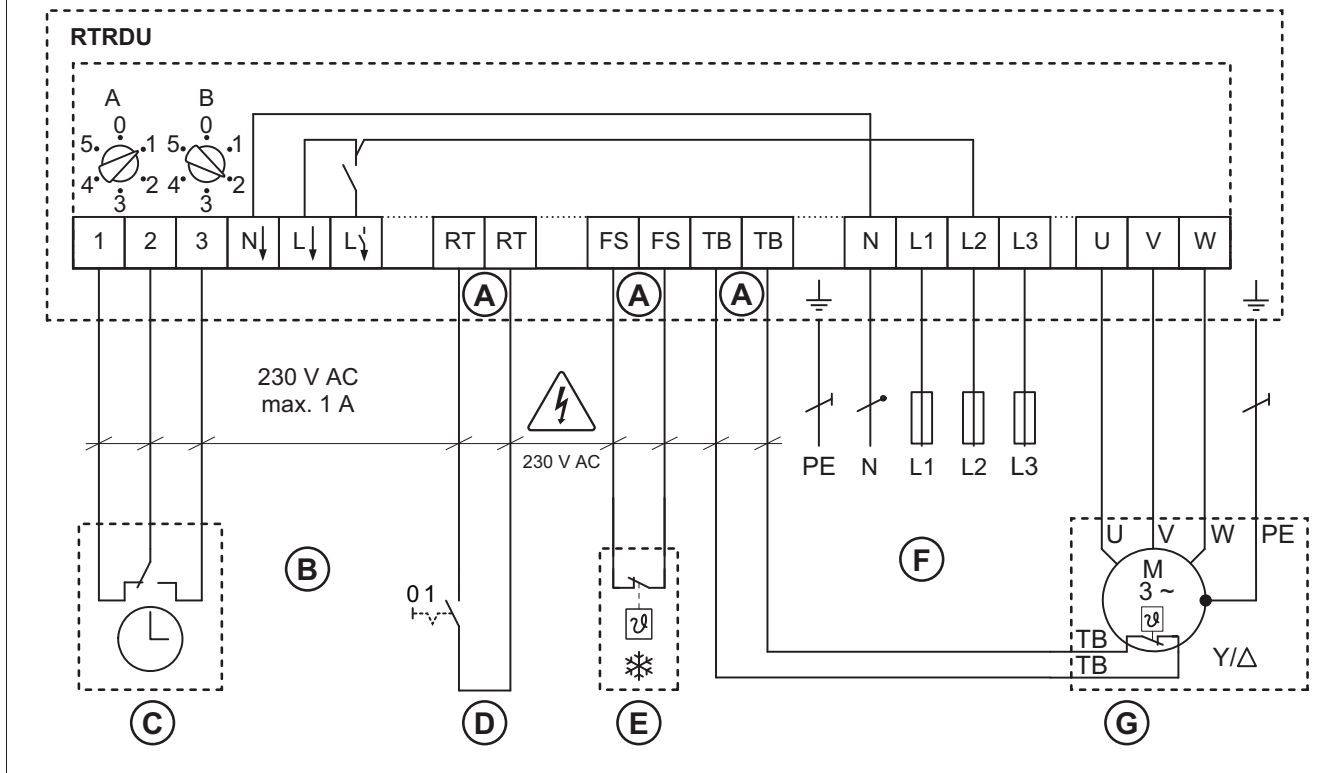 RTRDU
A B
0 0
5 1 5 1
4 2 4 2
3 3
1 2 3 N L L RT RT FS FS TB TB N L1 L2 L3 U V W
A A A
230 V AC
max. 1 A
230 V AC
PE N L1 L2 L3
U V W PE
B F
M
3 ~
0 1
ϑ ϑ
TB
TB
Y/△
C D E G